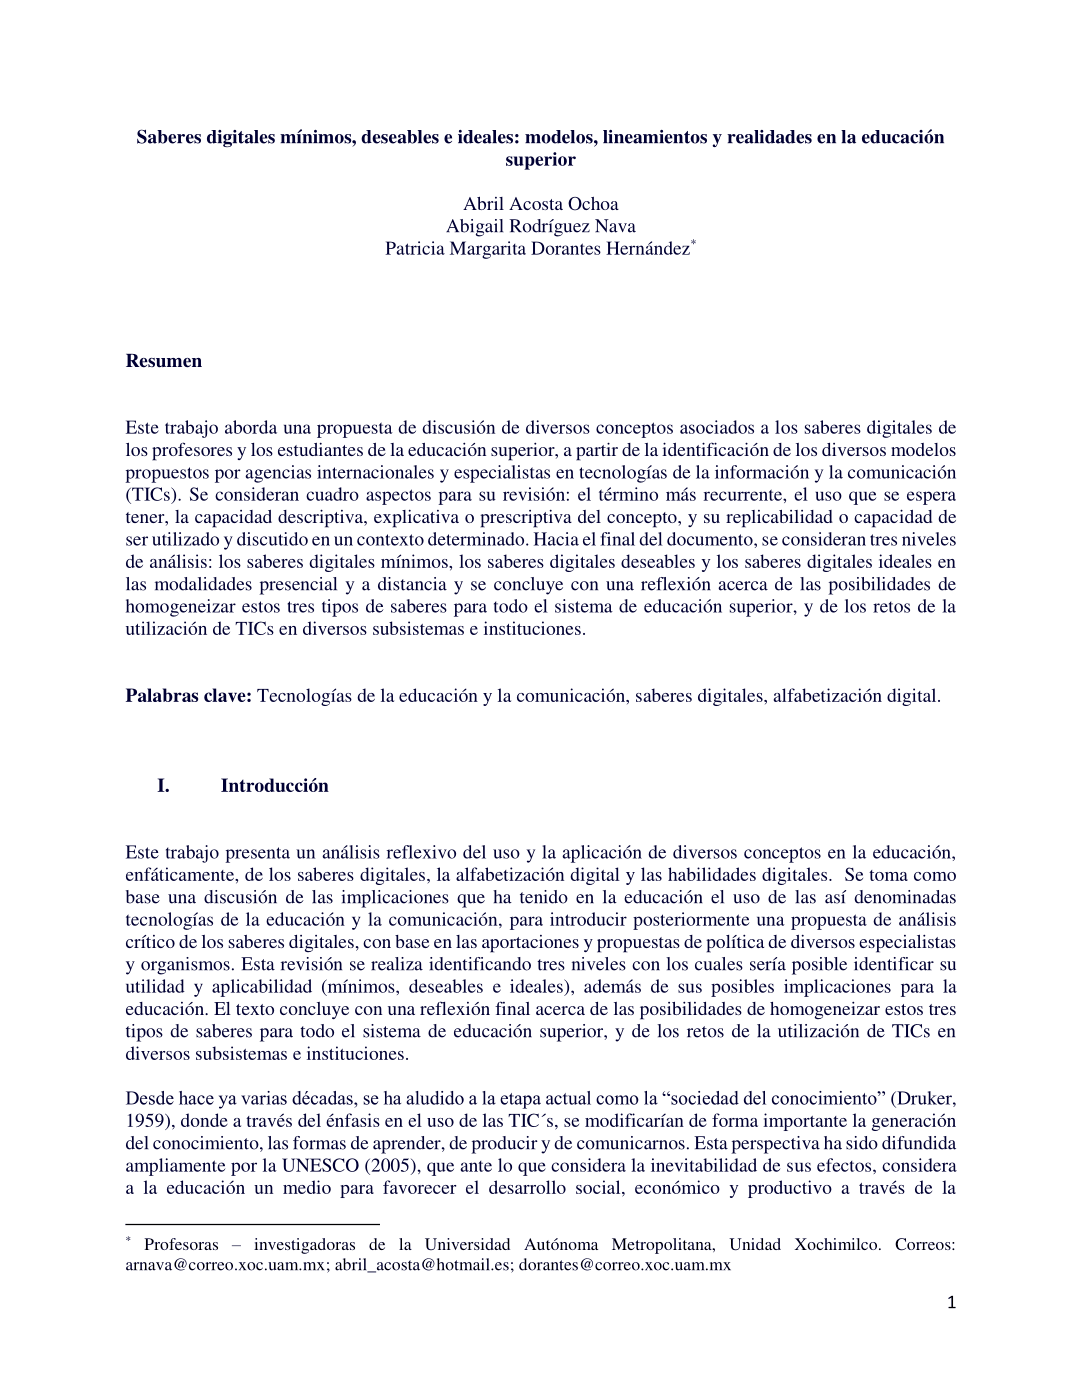 Saberes digitales mínimos, deseables e ideales: modelos, lineamientos y realidades en la educación
superior
Abril Acosta Ochoa
Abigail Rodríguez Nava
Patricia Margarita Dorantes Hernández*
Resumen
Este trabajo aborda una propuesta de discusión de diversos conceptos asociados a los saberes digitales de
los profesores y los estudiantes de la educación superior, a partir de la identificación de los diversos modelos
propuestos por agencias internacionales y especialistas en tecnologías de la información y la comunicación
(TICs). Se consideran cuadro aspectos para su revisión: el término más recurrente, el uso que se espera
tener, la capacidad descriptiva, explicativa o prescriptiva del concepto, y su replicabilidad o capacidad de
ser utilizado y discutido en un contexto determinado. Hacia el final del documento, se consideran tres niveles
de análisis: los saberes digitales mínimos, los saberes digitales deseables y los saberes digitales ideales en
las modalidades presencial y a distancia y se concluye con una reflexión acerca de las posibilidades de
homogeneizar estos tres tipos de saberes para todo el sistema de educación superior, y de los retos de la
utilización de TICs en diversos subsistemas e instituciones.
Palabras clave: Tecnologías de la educación y la comunicación, saberes digitales, alfabetización digital.
I. Introducción
Este trabajo presenta un análisis reflexivo del uso y la aplicación de diversos conceptos en la educación,
enfáticamente, de los saberes digitales, la alfabetización digital y las habilidades digitales. Se toma como
base una discusión de las implicaciones que ha tenido en la educación el uso de las así denominadas
tecnologías de la educación y la comunicación, para introducir posteriormente una propuesta de análisis
crítico de los saberes digitales, con base en las aportaciones y propuestas de política de diversos especialistas
y organismos. Esta revisión se realiza identificando tres niveles con los cuales sería posible identificar su
utilidad y aplicabilidad (mínimos, deseables e ideales), además de sus posibles implicaciones para la
educación. El texto concluye con una reflexión final acerca de las posibilidades de homogeneizar estos tres
tipos de saberes para todo el sistema de educación superior, y de los retos de la utilización de TICs en
diversos subsistemas e instituciones.
Desde hace ya varias décadas, se ha aludido a la etapa actual como la “sociedad del conocimiento” (Druker,
1959), donde a través del énfasis en el uso de las TIC´s, se modificarían de forma importante la generación
del conocimiento, las formas de aprender, de producir y de comunicarnos. Esta perspectiva ha sido difundida
ampliamente por la UNESCO (2005), que ante lo que considera la inevitabilidad de sus efectos, considera
a la educación un medio para favorecer el desarrollo social, económico y productivo a través de la
* Profesoras – investigadoras de la Universidad Autónoma Metropolitana, Unidad Xochimilco. Correos:
arnava@correo.xoc.uam.mx; abril_acosta@hotmail.es; dorantes@correo.xoc.uam.mx
1